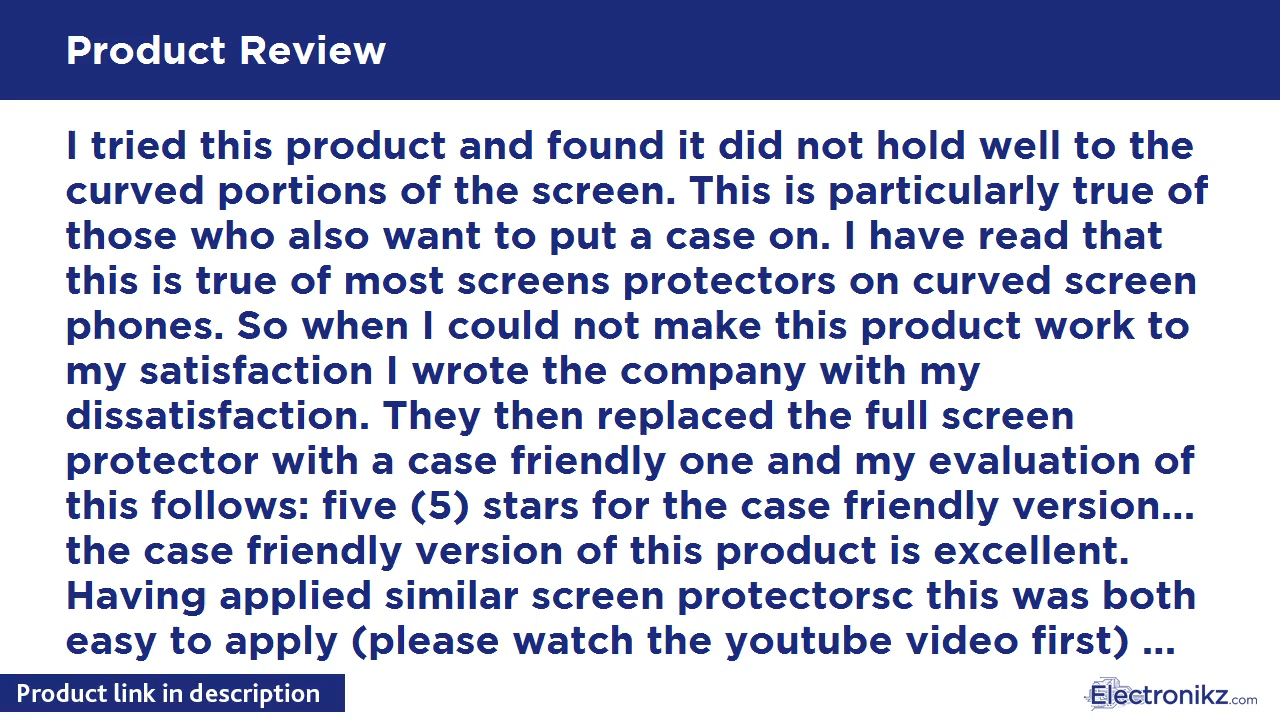 Product Review
I tried this product and found it did not hold well to the
curved portions of the screen. This is particularly true of
those who also want to put a case on. I have read that
this is true of most screens protectors on curved screen
phones. So when I could not make this product work to
my satisfaction I wrote the company with my
dissatisfaction. They then replaced the full screen
protector with a case friendly one and my evaluation of
this follows: five (5) stars for the case friendly version...
the case friendly version of this product is excellent.
Having applied similar screen protectorsc this was both
easy to apply (please watch the youtube video first) ...
Product link in description
Electronikz.com